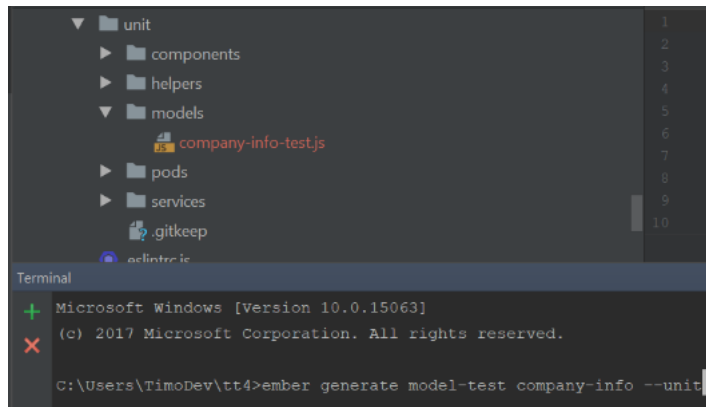 unit
1
2
components
3
helpers
4
models
5
company-info-test.js
6
7
pods
8
services
9
.gitkeep
10
eslintrc.js
Terminal
Microsoft Windows [Version 10.0.15063]
(c) 2017 Microsoft Corporation. All rights reserved.
C:\Users\TimoDev\tt4>ember generate model-test company-info --unit